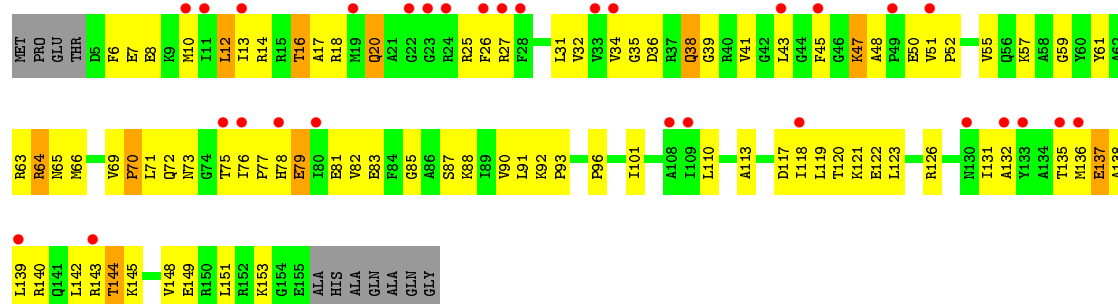 MET PRO GLU THR D5 F6 E7 E8 K9 M10 I11 L12 I13 R14 R15 T16 A17 R18 M19 Q20 A21 G22 G23 R24 R25 F26 R27 F28 L31 V32 V33 V34 G35 D36 R37 Q38 G39 R40 V41 G42 L43 G44 F45 G46 K47 A48 P49 E50 V51 P52 V55 Q56 K57 A58 G59 Y60 Y61 A62
R63 R64 N65 M66 V69 P70 L71 Q72 N73 G74 T75 I76 P77 H78 E79 I80 E81 V82 E83 F84 G85 A86 S87 K88 I89 V90 L91 K92 P93 P96 I101 A108 I109 L110 A113 D117 I118 L119 T120 K121 E122 L123 R126 N130 I131 A132 Y133 A134 T135 M136 E137 A138
L139 R140 Q141 L142 R143 T144 K145 V148 E149 R150 L151 R152 K153 G154 E155 ALA HIS ALA GLN ALA GLN GLY